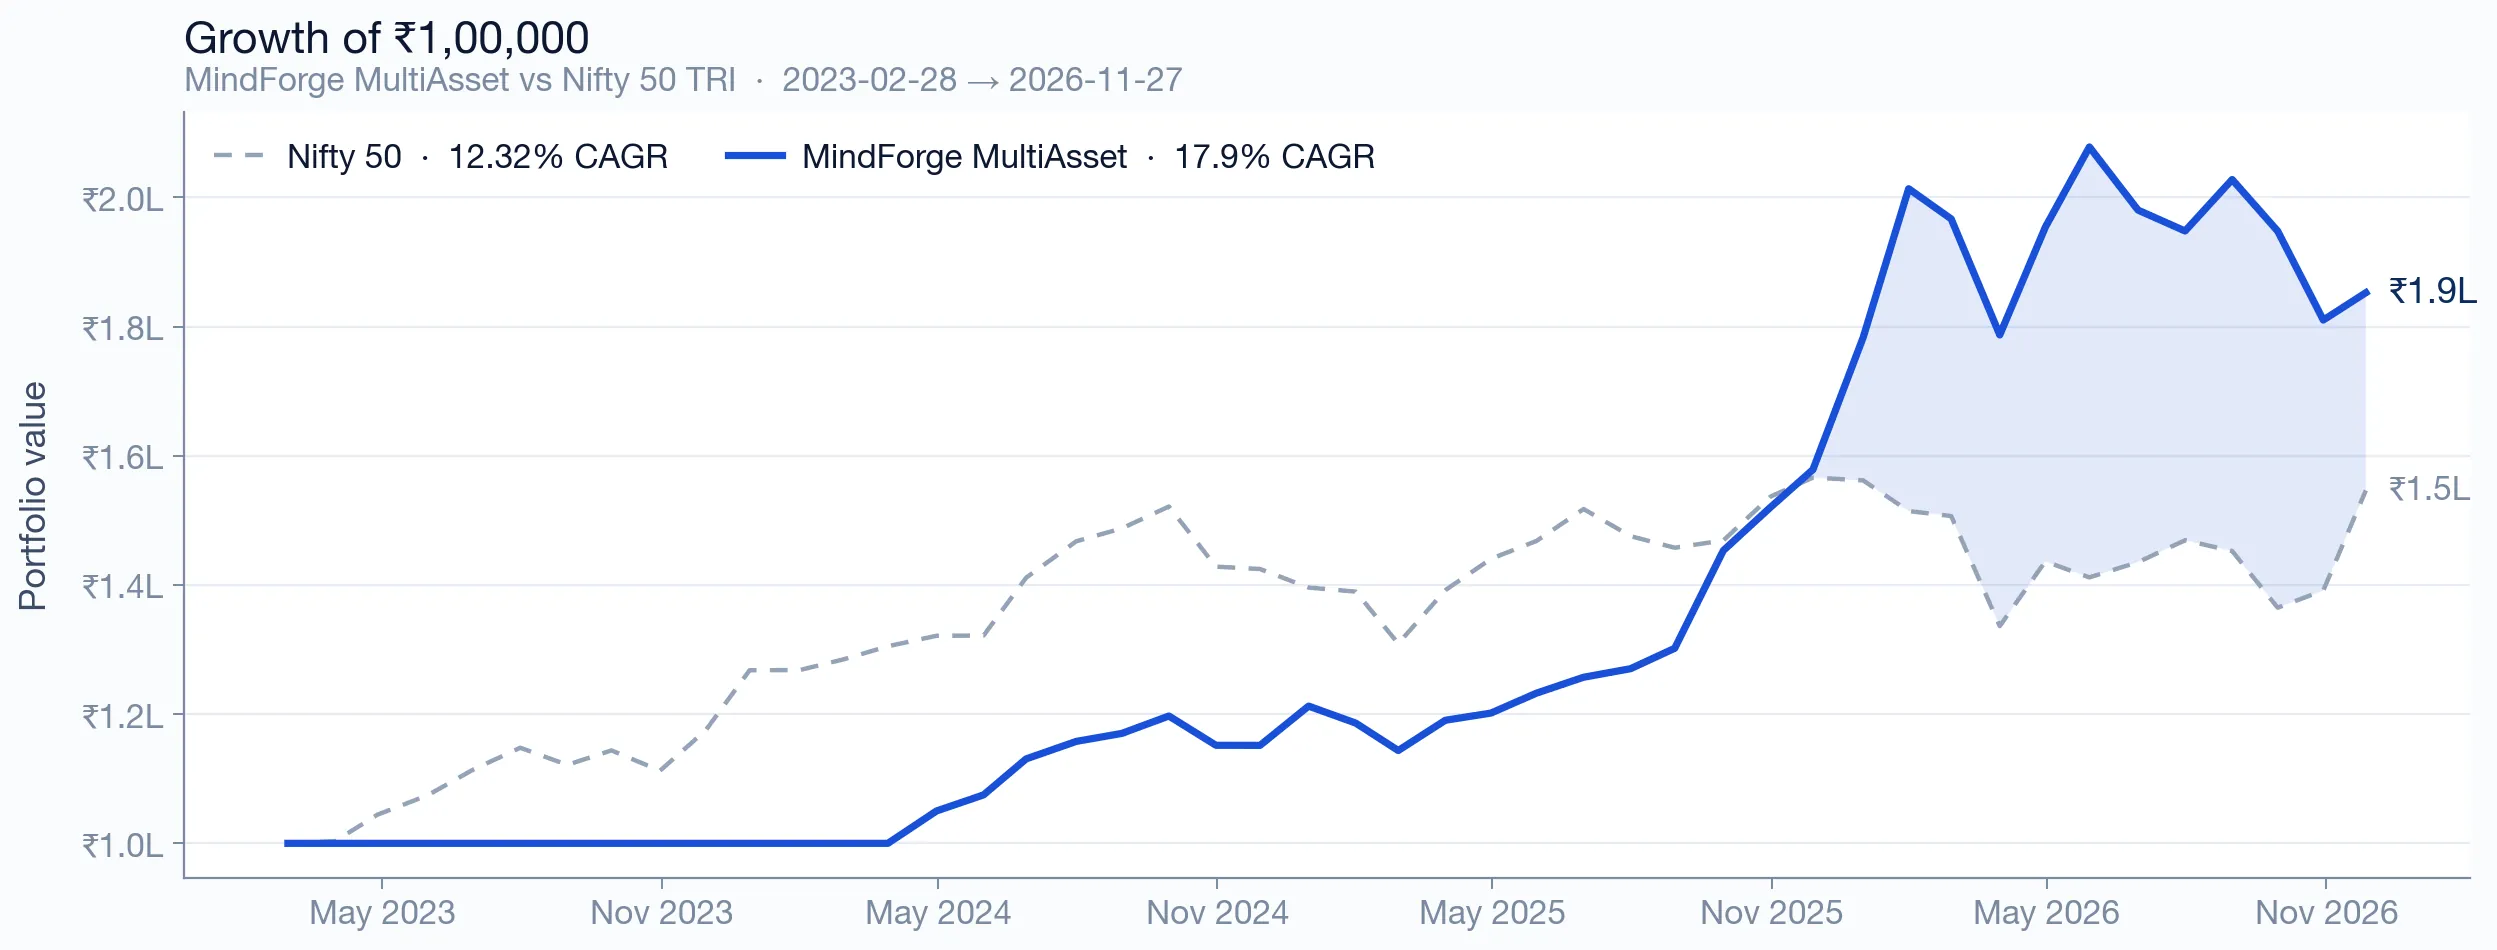 Growth of ₹1,00,000
MindForge MultiAsset vs Nifty 50 TRI · 2023-02-28 → 2026-11-27
Nifty 50 · 12.32% CAGR
MindForge MultiAsset · 17.9% CAGR
Portfolio value
₹2.0L
₹1.8L
₹1.6L
₹1.4L
₹1.2L
₹1.0L
₹1.9L
₹1.5L
May 2023
Nov 2023
May 2024
Nov 2024
May 2025
Nov 2025
May 2026
Nov 2026